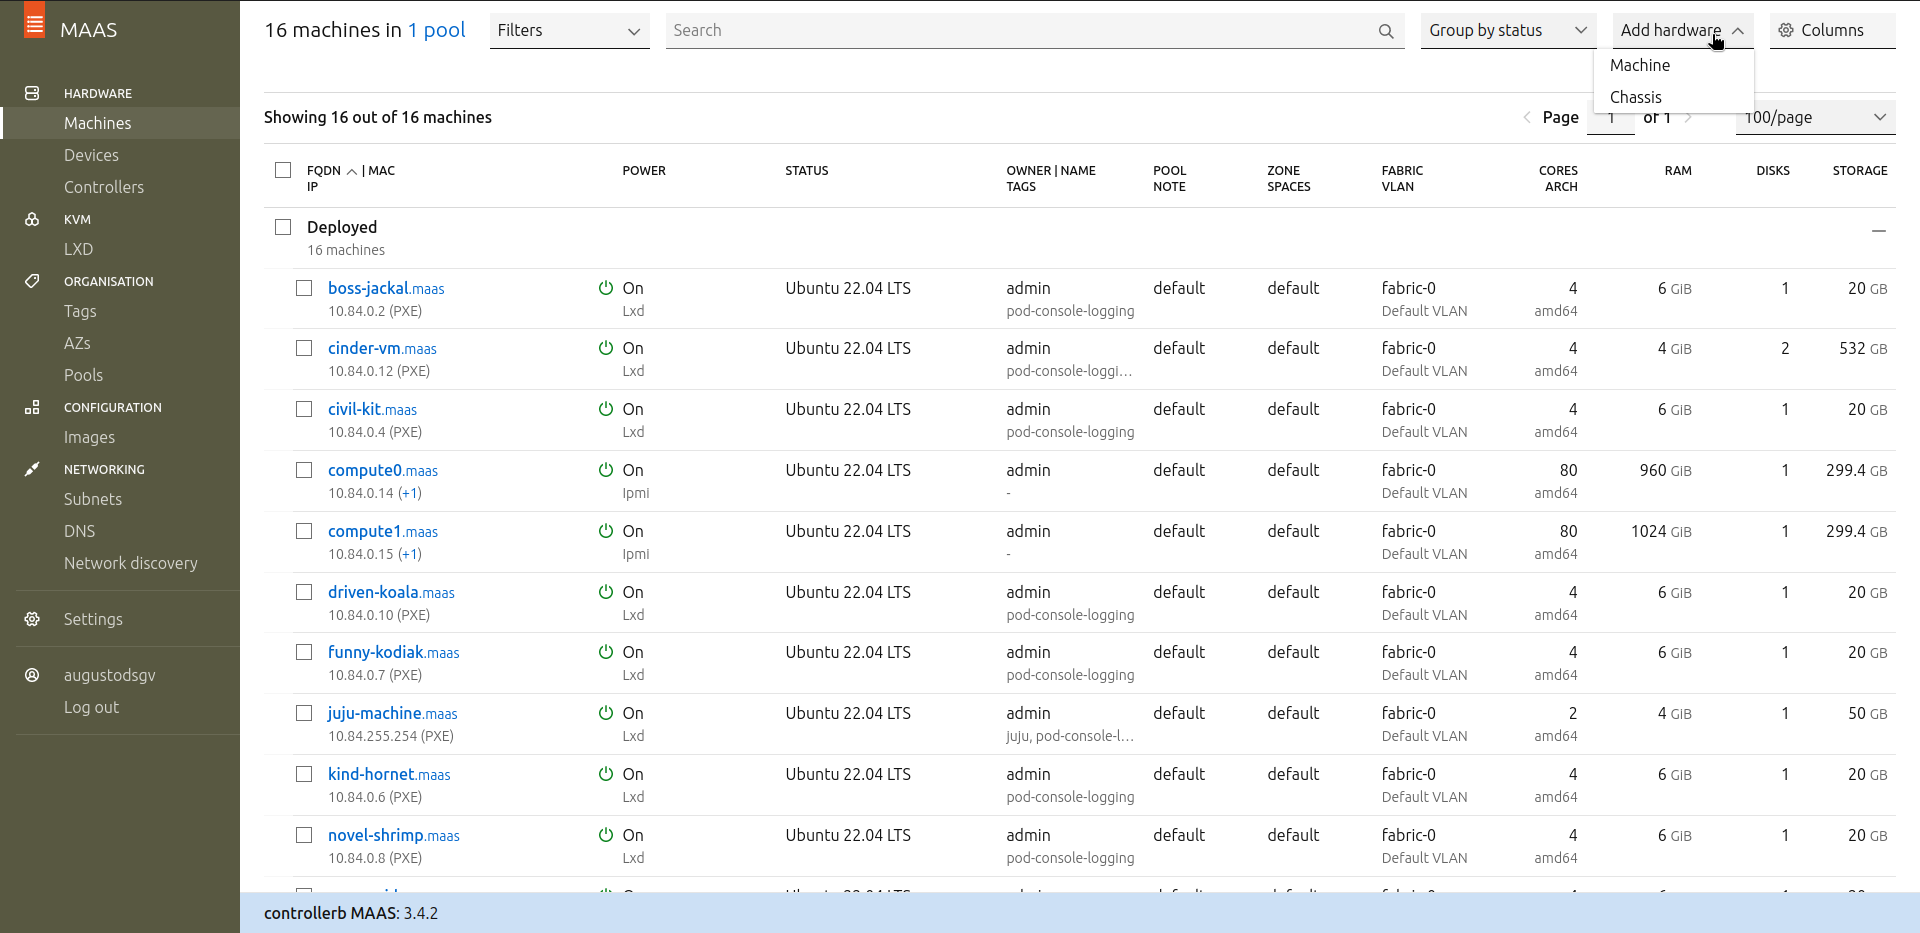 MAAS
HARDWARE
Machines
Devices
Controllers
KVM
LXD
ORGANISATION
Tags
AZs
Pools
CONFIGURATION
Images
NETWORKING
Subnets
DNS
Network discovery
Settings
augustodsgv
Log out
16 machines in 1 pool Filters Search Group by status Add hardware Columns
Machine
Chassis
Showing 16 out of 16 machines Page 1 of 1 100/page
FQDN | MAC POWER STATUS OWNER | NAME POOL ZONE FABRIC CORES RAM DISKS STORAGE
IP TAGS NOTE SPACES VLAN ARCH
Deployed
16 machines
boss-jackal.maas On Ubuntu 22.04 LTS admin default default fabric-0 4 6 GiB 1 20 GB
10.84.0.2 (PXE) Lxd pod-console-logging Default VLAN amd64
cinder-vm.maas On Ubuntu 22.04 LTS admin default default fabric-0 4 4 GiB 2 532 GB
10.84.0.12 (PXE) Lxd pod-console-loggi... Default VLAN amd64
civil-kit.maas On Ubuntu 22.04 LTS admin default default fabric-0 4 6 GiB 1 20 GB
10.84.0.4 (PXE) Lxd pod-console-logging Default VLAN amd64
compute0.maas On Ubuntu 22.04 LTS admin default default fabric-0 80 960 GiB 1 299.4 GB
10.84.0.14 (+1) Ipmi - Default VLAN amd64
compute1.maas On Ubuntu 22.04 LTS admin default default fabric-0 80 1024 GiB 1 299.4 GB
10.84.0.15 (+1) Ipmi - Default VLAN amd64
driven-koala.maas On Ubuntu 22.04 LTS admin default default fabric-0 4 6 GiB 1 20 GB
10.84.0.10 (PXE) Lxd pod-console-logging Default VLAN amd64
funny-kodiak.maas On Ubuntu 22.04 LTS admin default default fabric-0 4 6 GiB 1 20 GB
10.84.0.7 (PXE) Lxd pod-console-logging Default VLAN amd64
juju-machine.maas On Ubuntu 22.04 LTS admin default default fabric-0 2 4 GiB 1 50 GB
10.84.255.254 (PXE) Lxd juju, pod-console-l... Default VLAN amd64
kind-hornet.maas On Ubuntu 22.04 LTS admin default default fabric-0 4 6 GiB 1 20 GB
10.84.0.6 (PXE) Lxd pod-console-logging Default VLAN amd64
novel-shrimp.maas On Ubuntu 22.04 LTS admin default default fabric-0 4 6 GiB 1 20 GB
10.84.0.8 (PXE) Lxd pod-console-logging Default VLAN amd64
controllerb MAAS: 3.4.2